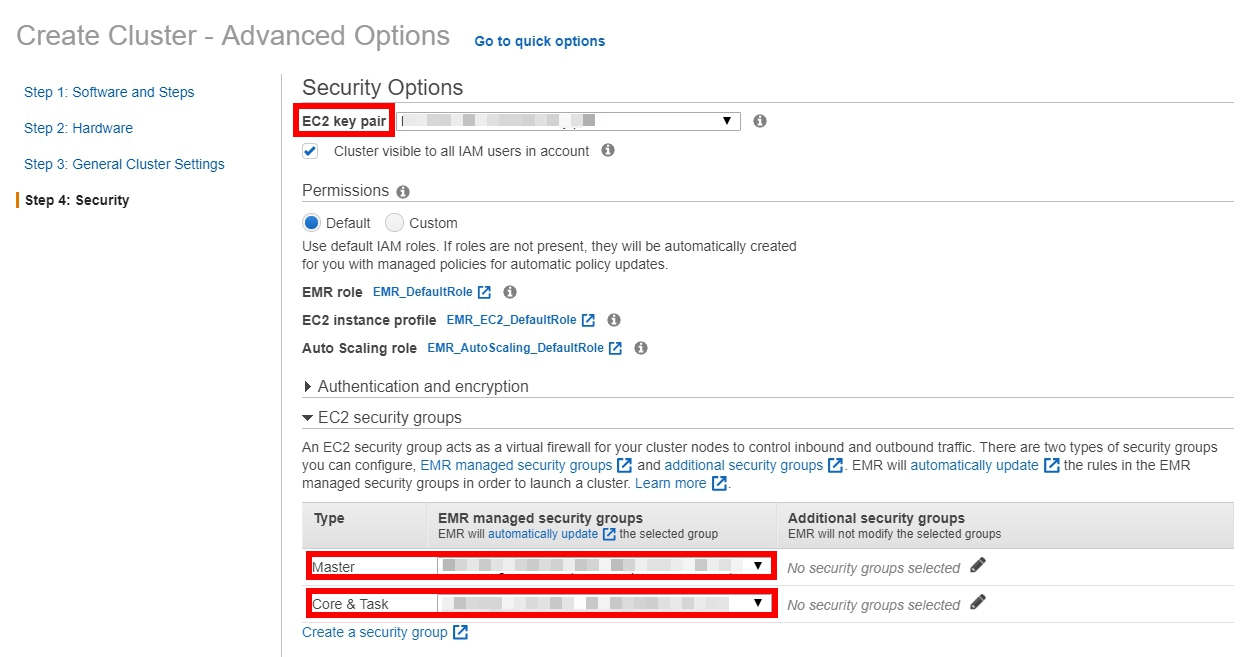 Create Cluster - Advanced Options Go to quick options
Step 1: Software and Steps
Step 2: Hardware
Step 3: General Cluster Settings
Step 4: Security
Security Options
EC2 key pair
Cluster visible to all IAM users in account
Permissions
Default Custom
Use default IAM roles. If roles are not present, they will be automatically created
for you with managed policies for automatic policy updates.
EMR role EMR_DefaultRole
EC2 instance profile EMR_EC2_DefaultRole
Auto Scaling role EMR_AutoScaling_DefaultRole
Authentication and encryption
EC2 security groups
An EC2 security group acts as a virtual firewall for your cluster nodes to control inbound and outbound traffic. There are two types of security groups
you can configure, EMR managed security groups and additional security groups. EMR will automatically update the rules in the EMR
managed security groups in order to launch a cluster. Learn more.
Type EMR managed security groups Additional security groups
EMR will automatically update the selected group EMR will not modify the selected groups
Master No security groups selected
Core & Task No security groups selected
Create a security group